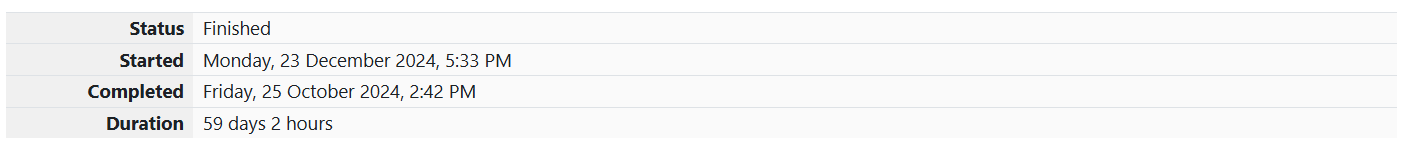 Status Finished
Started Monday, 23 December 2024, 5:33 PM
Completed Friday, 25 October 2024, 2:42 PM
Duration 59 days 2 hours